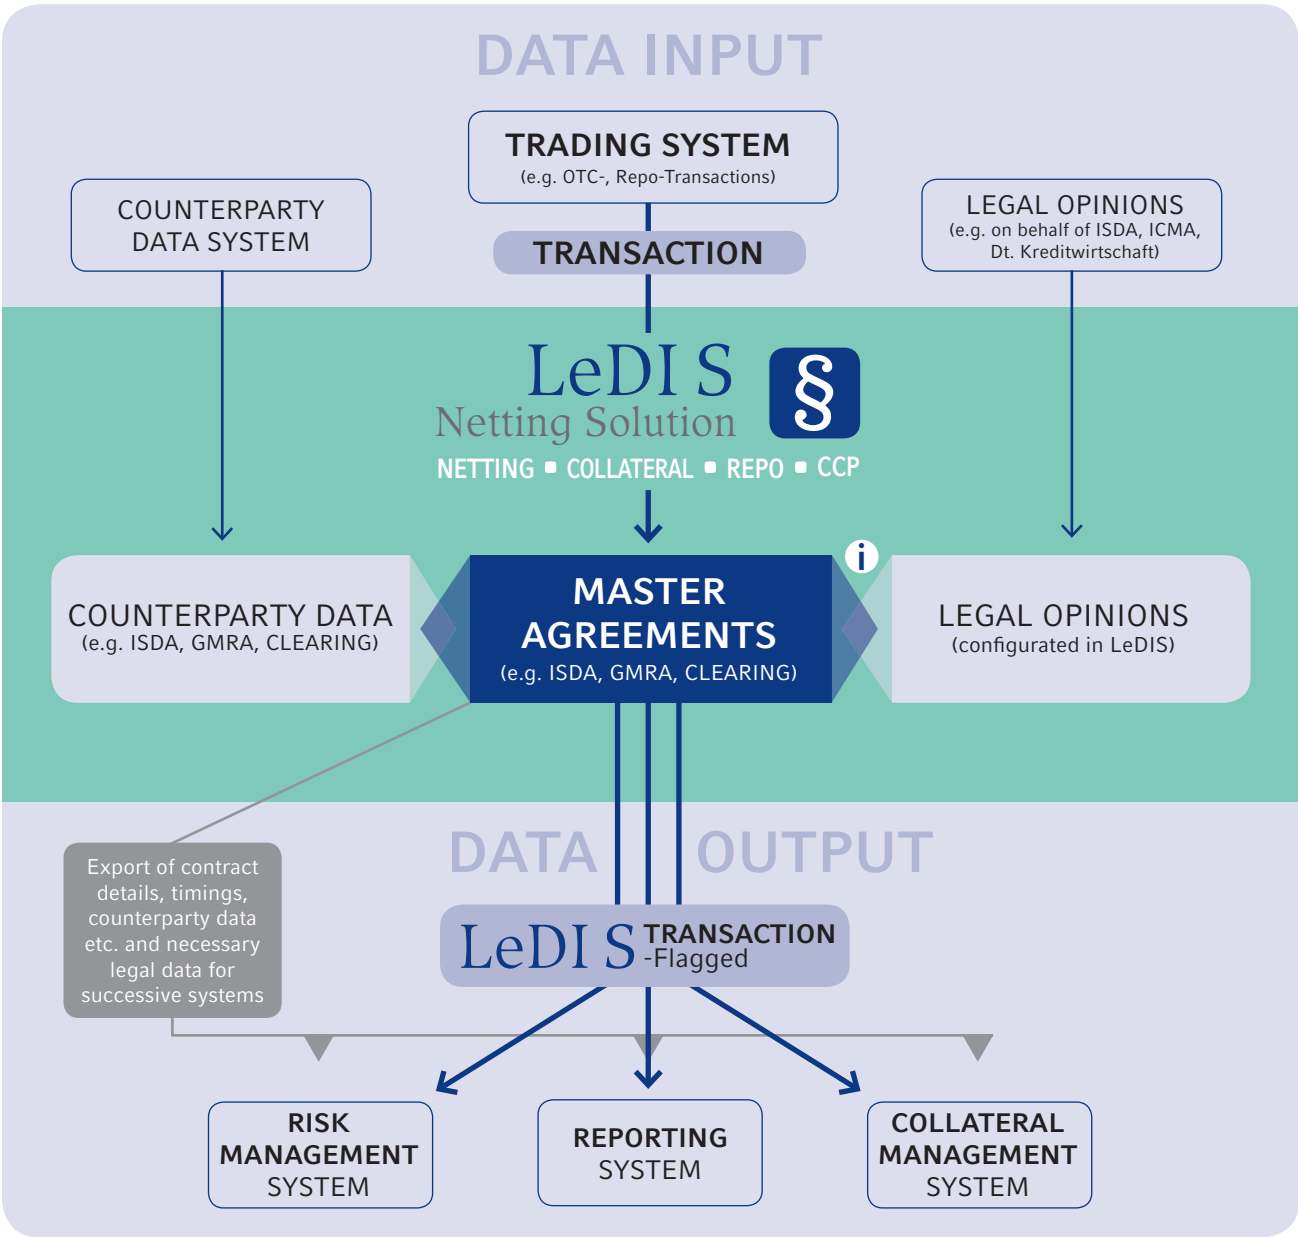 DATA INPUT
TRADING SYSTEM
(e.g. OTC-, Repo-Transactions)
COUNTERPARTY
DATA SYSTEM
LEGAL OPINIONS
(e.g. on behalf of ISDA, ICMA,
Dt. Kreditwirtschaft)
TRANSACTION
LeDIS
§
Netting Solution
NETTING ▪ COLLATERAL ▪ REPO ▪ CCP
i
COUNTERPARTY DATA
(e.g. ISDA, GMRA, CLEARING)
MASTER
AGREEMENTS
(e.g. ISDA, GMRA, CLEARING)
LEGAL OPINIONS
(configurated in LeDIS)
DATA OUTPUT
Export of contract
details, timings,
counterparty data
etc. and necessary
legal data for
successive systems
LeDIS TRANSACTION
-Flagged
RISK
MANAGEMENT
SYSTEM
REPORTING
SYSTEM
COLLATERAL
MANAGEMENT
SYSTEM